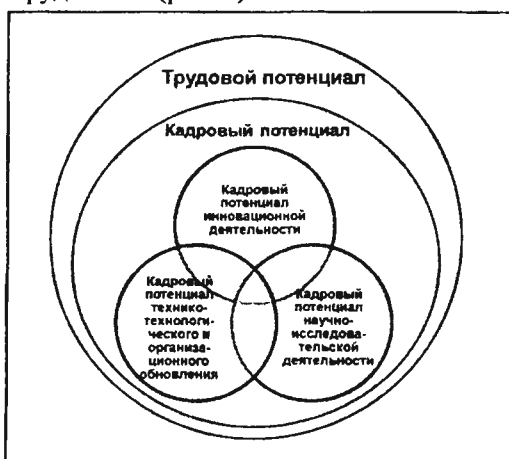 Трудовой потенциал
Кадровый потенциал
Кадровый
потенциал
инновационной
деятельности
Кадровый
потенциал
технико-
технологи-
ческого и
организа-
ционного
обновления
Кадровый
потенциал
научно-
исследова-
тельской
деятельности